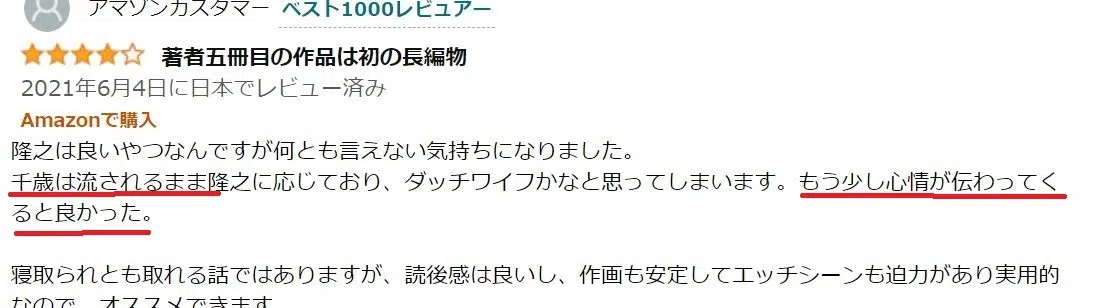 アマゾンカスタマー ベスト1000レビュアー
著者五冊目の作品は初の長編物
2021年6月4日に日本でレビュー済み
Amazonで購入
隆之は良いやつなんですが何とも言えない気持ちになりました。
千歳は流されるまま隆之に応じており、ダッチワイフかなと思ってしまいます。もう少し心情が伝わってく
ると良かった。
寝取られとも取れる話ではありますが、読後感は良いし、作画も安定してエッチシーンも迫力があり実用的
なので、オススメできます。